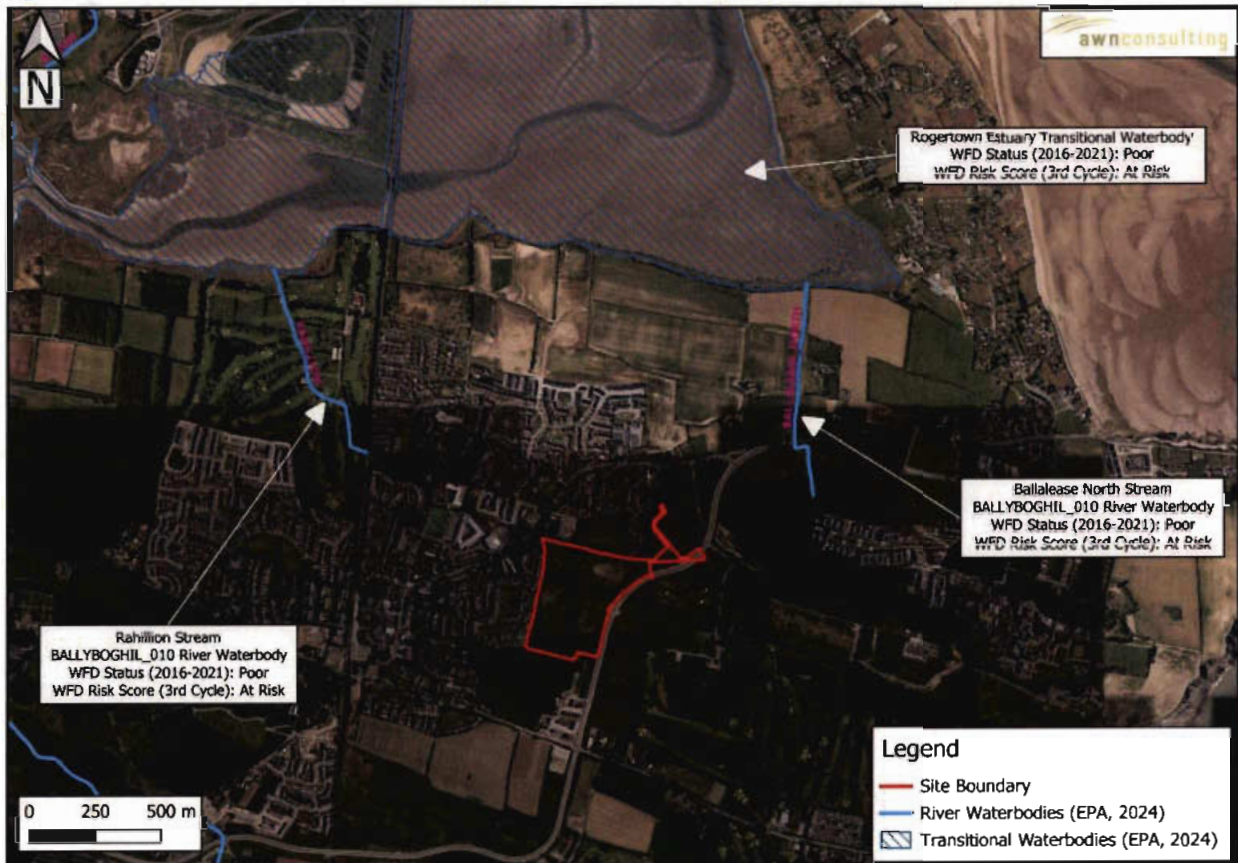 N
awnconsulting
Rogertown Estuary Transitional Waterbody'
WFD Status (2016-2021): Poor
WFD Risk Score (3rd Cycle): At Risk
Ballalease North Stream
BALLYBOGHIL_010 River Waterbody
WFD Status (2016-2021): Poor
WFD Risk Score (3rd Cycle): At Risk
Rahillion Stream
BALLYBOGHIL_010 River Waterbody
WFD Status (2016-2021): Poor
WFD Risk Score (3rd Cycle): At Risk
Legend
Site Boundary
River Waterbodies (EPA, 2024)
Transitional Waterbodies (EPA, 2024)
0 250 500 m